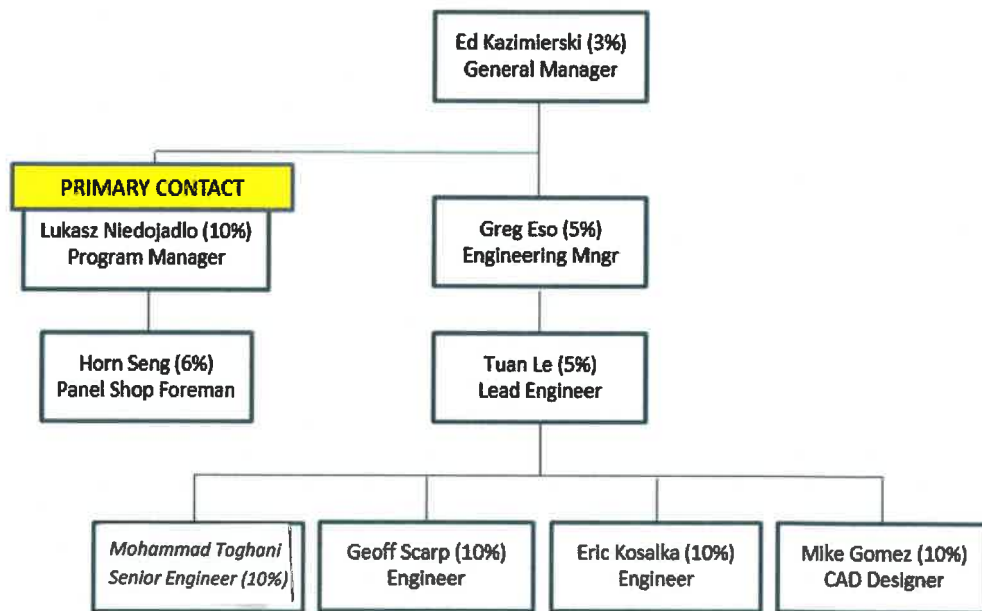 Ed Kazimierski (3%)
General Manager
PRIMARY CONTACT
Lukasz Niedojadlo (10%)
Program Manager
Greg Eso (5%)
Engineering Mngr
Horn Seng (6%)
Panel Shop Foreman
Tuan Le (5%)
Lead Engineer
Mohammad Taghani
Senior Engineer (10%)
Geoff Scarp (10%)
Engineer
Eric Kosalka (10%)
Engineer
Mike Gomez (10%)
CAD Designer